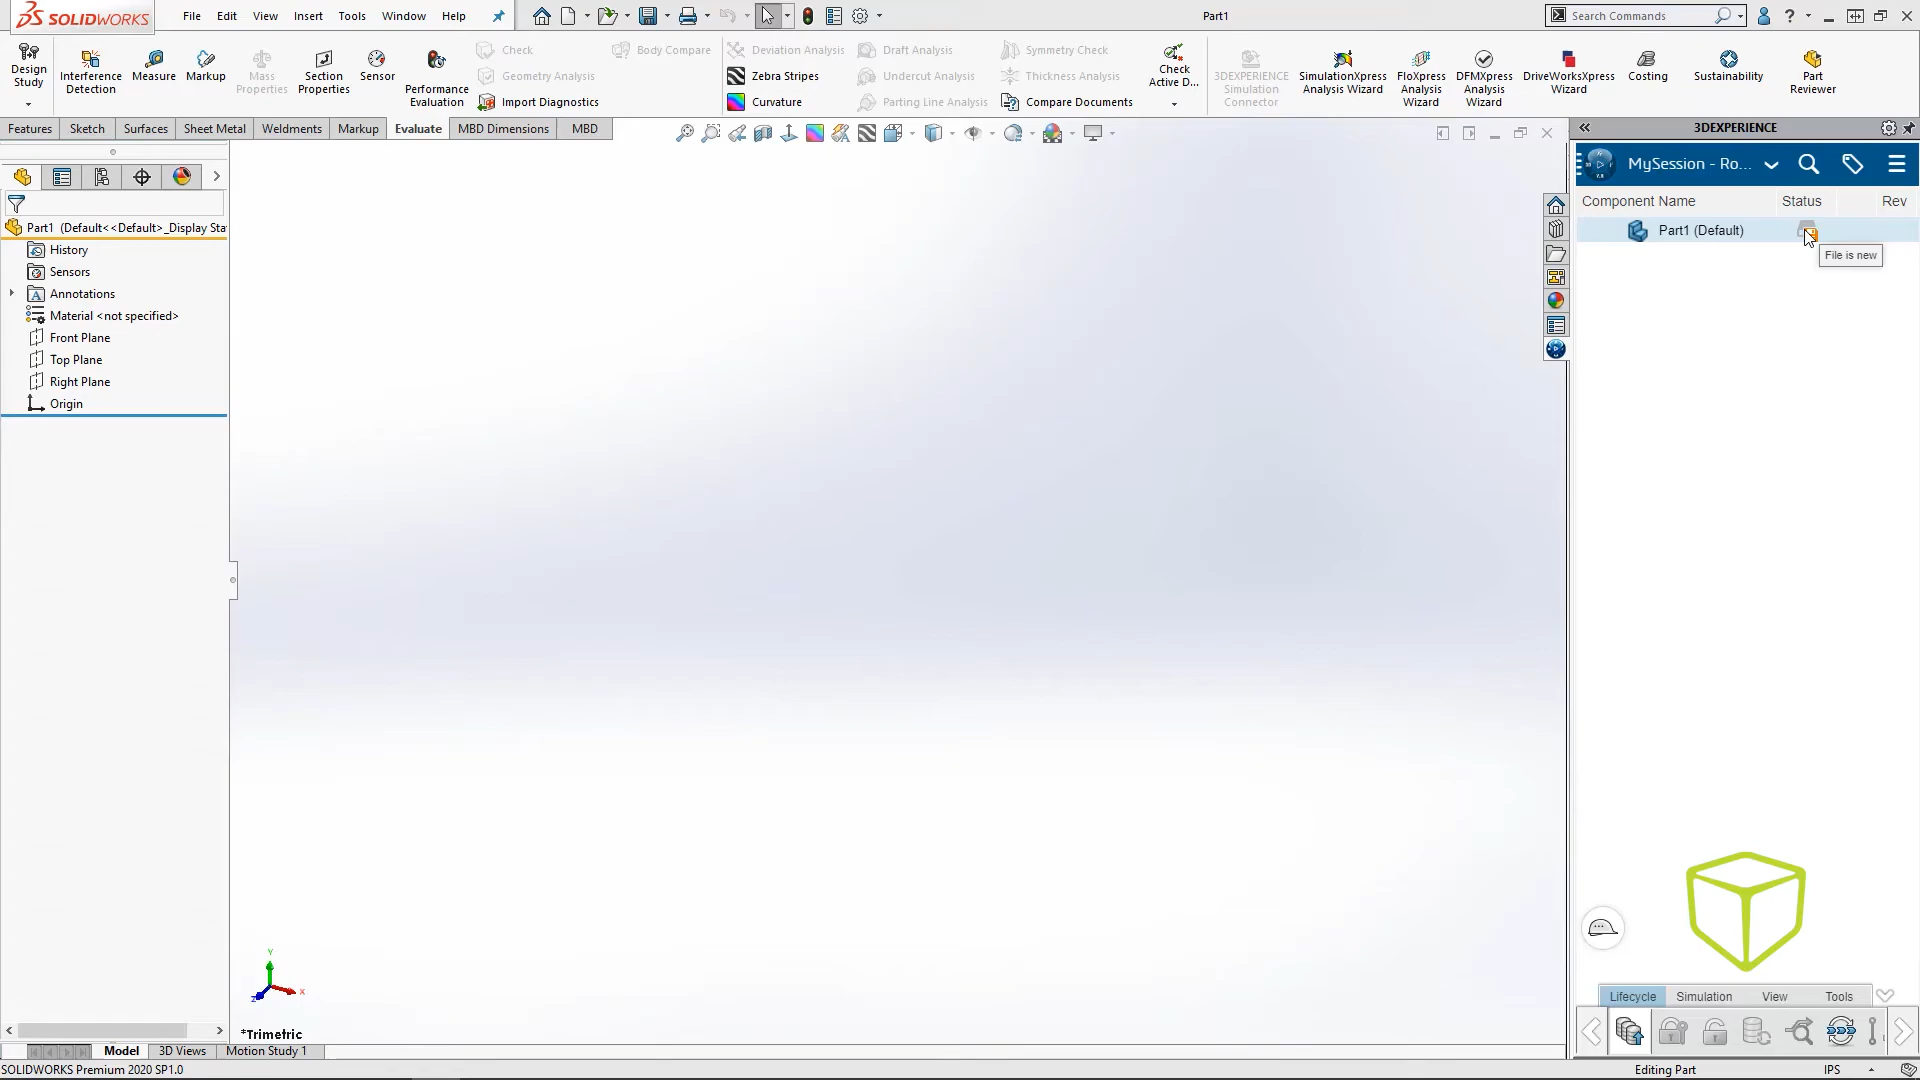 SOLIDWORKS
File Edit View Insert Tools Window Help
Part1
Search Commands
Design Study
Interference Detection
Measure
Markup
Mass Properties
Section Properties
Sensor
Performance Evaluation
Check
Geometry Analysis
Import Diagnostics
Body Compare
Deviation Analysis
Zebra Stripes
Curvature
Draft Analysis
Undercut Analysis
Parting Line Analysis
Symmetry Check
Thickness Analysis
Compare Documents
Check Active D...
3DEXPERIENCE Simulation Connector
SimulationXpress Analysis Wizard
FloXpress Analysis Wizard
DFMXpress Analysis Wizard
DriveWorksXpress Wizard
Costing
Sustainability
Part Reviewer
Features Sketch Surfaces Sheet Metal Weldments Markup Evaluate MBD Dimensions MBD
3DEXPERIENCE
MySession - Ro...
Component Name Status Rev
Part1 (Default)
File is new
Part1 (Default<<Default>_Display Sta
History
Sensors
Annotations
Material <not specified>
Front Plane
Top Plane
Right Plane
Origin
Y
X
Z
*Trimetric
Lifecycle Simulation View Tools
Model 3D Views Motion Study 1
SOLIDWORKS Premium 2020 SP1.0
Editing Part
IPS